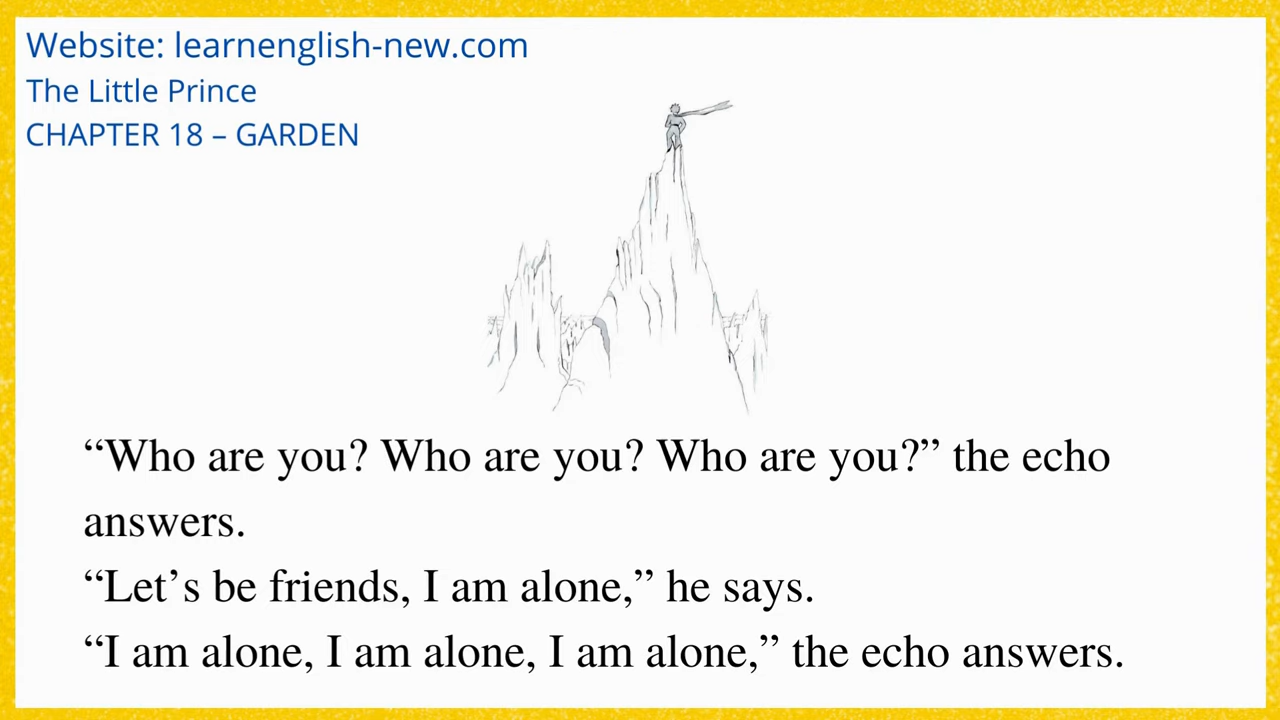 Website: learnenglish-new.com
The Little Prince
CHAPTER 18 – GARDEN
“Who are you? Who are you? Who are you?” the echo
answers.
“Let’s be friends, I am alone,” he says.
“I am alone, I am alone, I am alone,” the echo answers.